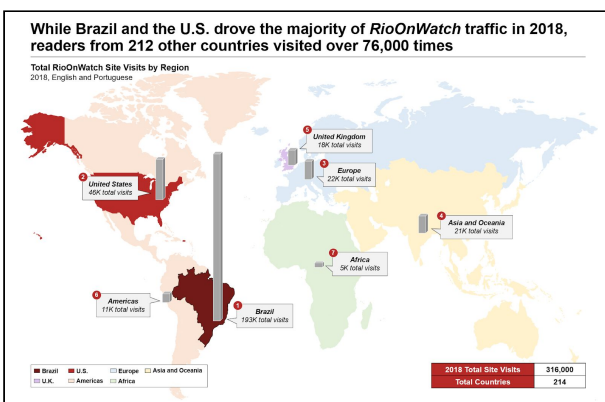 While Brazil and the U.S. drove the majority of RioOnWatch traffic in 2018,
readers from 212 other countries visited over 76,000 times
Total RioOnWatch Site Visits by Region
2018, English and Portuguese
5
United Kingdom
18K total visits
3
Europe
22K total visits
2
United States
46K total visits
4
Asia and Oceania
21K total visits
7
Africa
5K total visits
6
Americas
11K total visits
1
Brazil
193K total visits
Brazil U.S. Europe Asia and Oceania
U.K. Americas Africa
2018 Total Site Visits 316,000
Total Countries 214